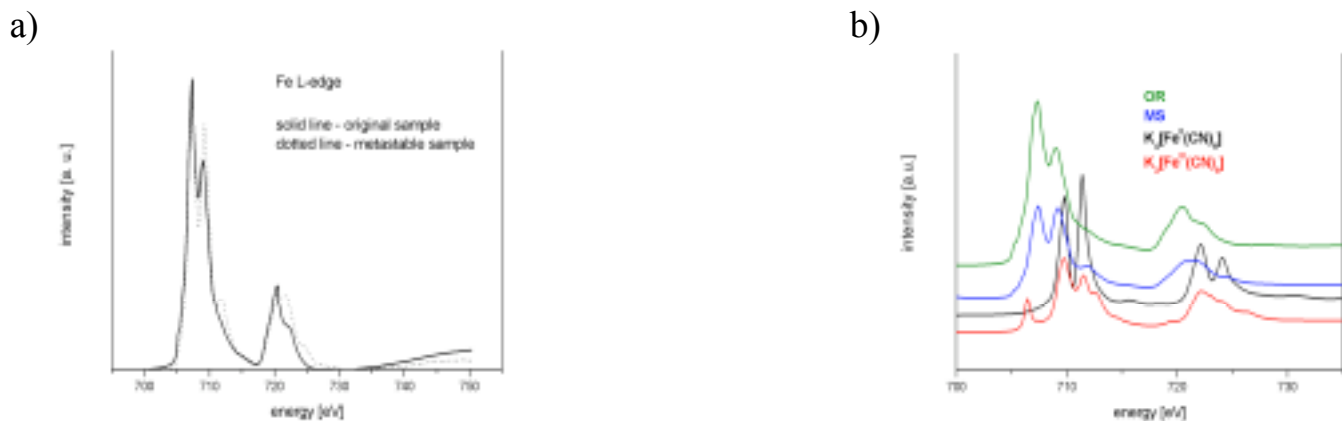 a)
b)
Fe L-edge
solid line - original sample
dotted line - metastable sample
intensity [a. u.]
700
710
720
730
740
750
energy [eV]
OR
MS
intensity [a.u.]
700
710
720
730
energy [eV]